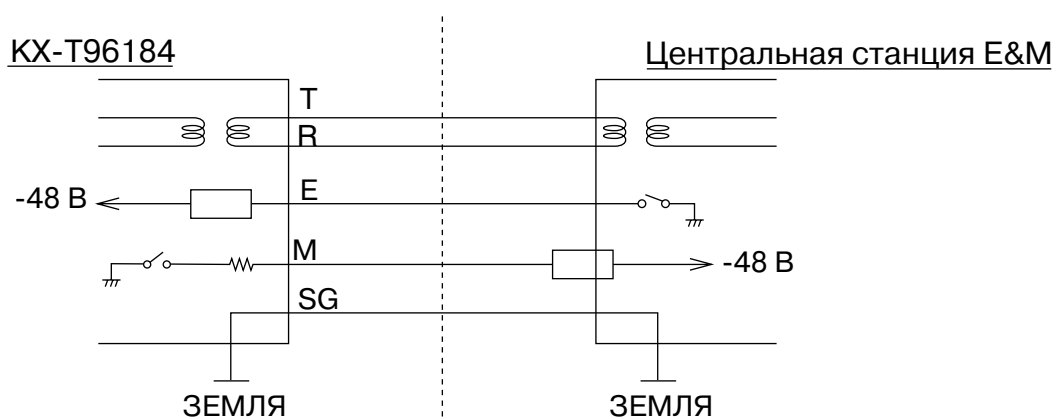 KX-T96184
Центральная станция E&M
T
R
-48 В
E
M
-48 В
SG
ЗЕМЛЯ
ЗЕМЛЯ